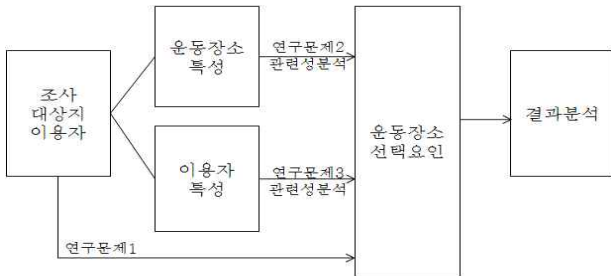 조사
대상지
이용자
운동장소
특성
연구문제2
관련성분석
이용자
특성
연구문제3
관련성분석
연구문제1
운동장소
선택요인
결과분석